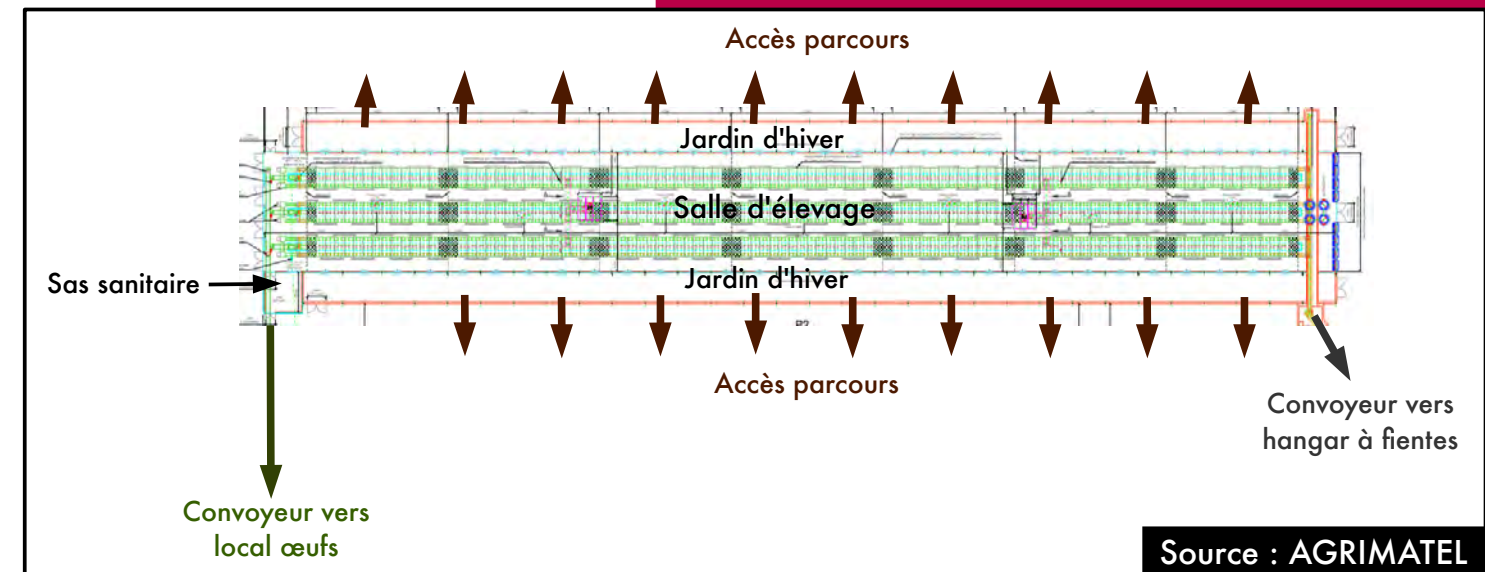 Accès parcours
Jardin d'hiver
Salle d'élevage
Jardin d'hiver
Sas sanitaire
Accès parcours
Convoyeur vers
hangar à fientes
Convoyeur vers
local œufs
Source : AGRIMATEL